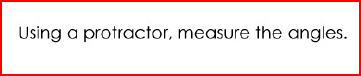 Using a protractor, measure the angles.